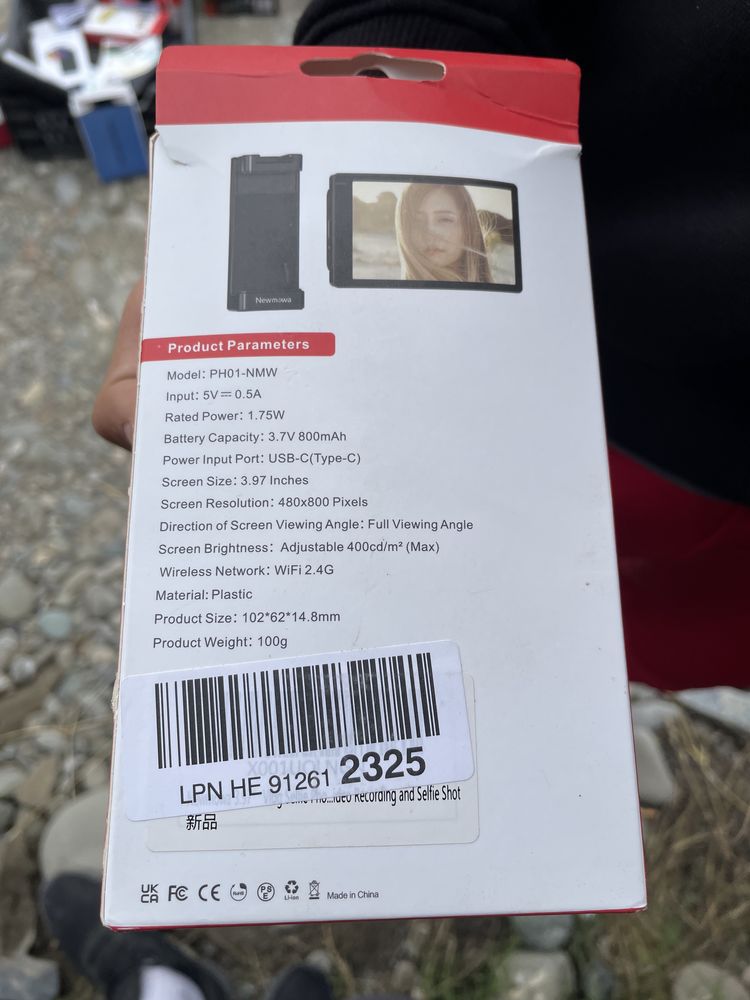 Newmowa
Product Parameters
Model: PH01-NMW
Input: 5V⎓0.5A
Rated Power: 1.75W
Battery Capacity: 3.7V 800mAh
Power Input Port: USB-C(Type-C)
Screen Size: 3.97 Inches
Screen Resolution: 480x800 Pixels
Direction of Screen Viewing Angle: Full Viewing Angle
Screen Brightness: Adjustable 400cd/m² (Max)
Wireless Network: WiFi 2.4G
Material: Plastic
Product Size: 102*62*14.8mm
Product Weight: 100g
LPN HE 91261 2325
Recording and Selfie Shot
新品
UK CA FC CE RoHS PSE Li-ion Made in China